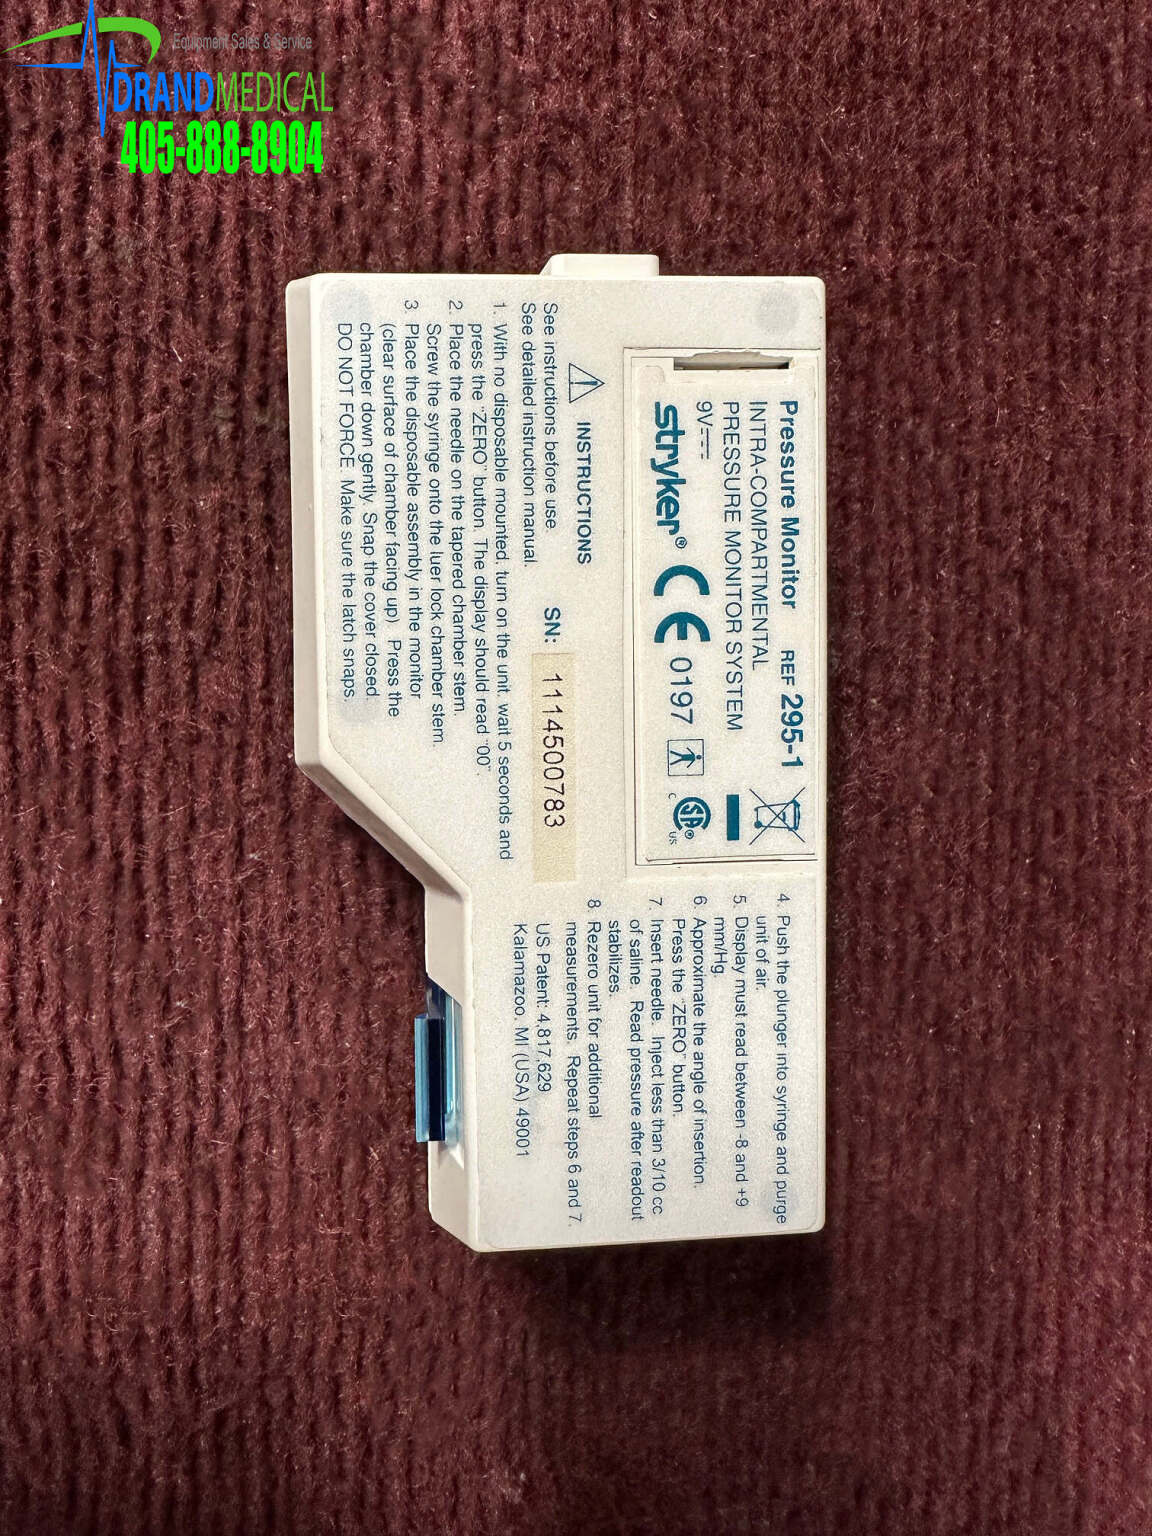 Equipment Sales & Service
DRANDMEDICAL
405-888-8904
Pressure Monitor REF 295-1
INTRA-COMPARTMENTAL
PRESSURE MONITOR SYSTEM
9V
stryker® CE 0197
C SA® US
INSTRUCTIONS
See instructions before use.
See detailed instruction manual.
SN: 1114500783
1. With no disposable mounted, turn on the unit, wait 5 seconds and
press the "ZERO" button. The display should read "00".
2. Place the needle on the tapered chamber stem.
Screw the syringe onto the luer lock chamber stem.
3. Place the disposable assembly in the monitor
(clear surface of chamber facing up). Press the
chamber down gently. Snap the cover closed.
DO NOT FORCE. Make sure the latch snaps.
4. Push the plunger into syringe and purge
unit of air.
5. Display must read between -8 and +9
mm/Hg.
6. Approximate the angle of insertion.
Press the "ZERO" button.
7. Insert needle. Inject less than 3/10 cc
of saline. Read pressure after readout
stabilizes.
8. Rezero unit for additional
measurements. Repeat steps 6 and 7.
US Patent: 4,817,629
Kalamazoo, MI (USA) 49001